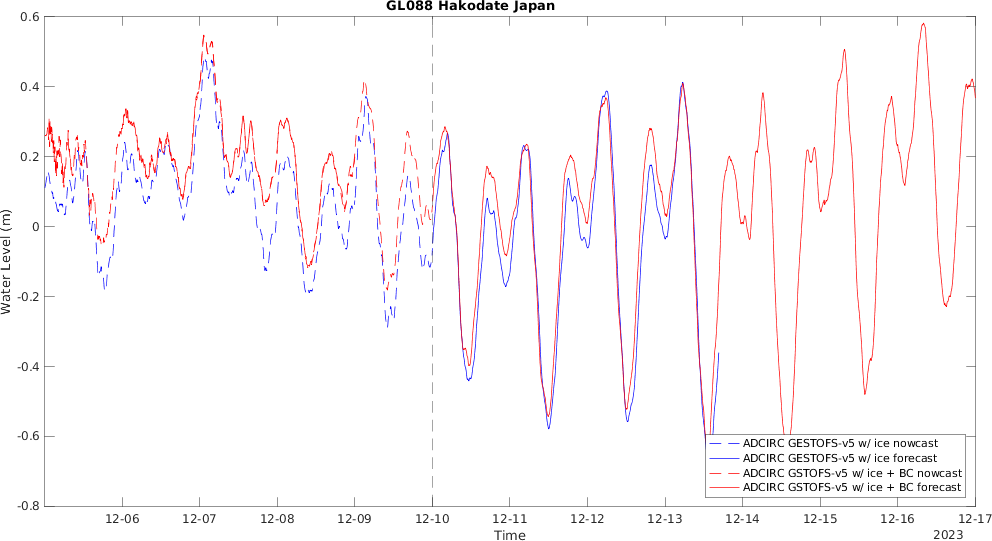 GL088 Hakodate Japan
0.6
0.4
0.2
0
-0.2
-0.4
-0.6
-0.8
Water Level (m)
ADCIRC GESTOFS-v5 w/ ice nowcast
ADCIRC GESTOFS-v5 w/ ice forecast
ADCIRC GSTOFS-v5 w/ ice + BC nowcast
ADCIRC GSTOFS-v5 w/ ice + BC forecast
12-06 12-07 12-08 12-09 12-10 12-11 12-12 12-13 12-14 12-15 12-16 12-17
Time
2023